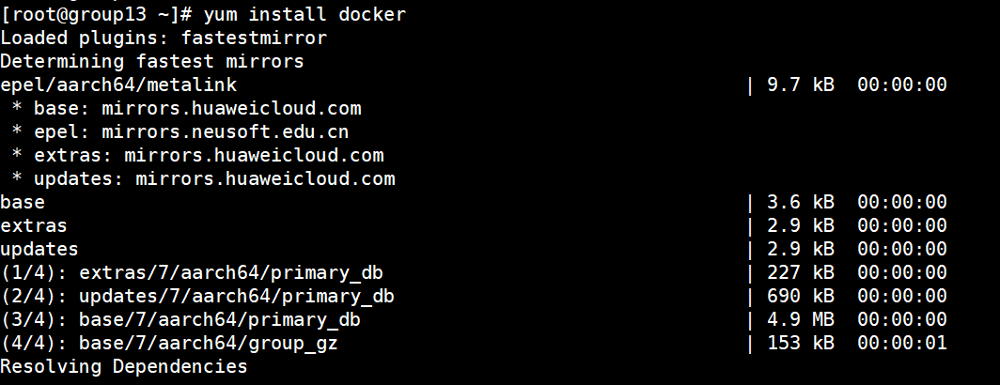 [root@group13 ~]# yum install docker
Loaded plugins: fastestmirror
Determining fastest mirrors
epel/aarch64/metalink | 9.7 kB 00:00:00
* base: mirrors.huaweicloud.com
* epel: mirrors.neusoft.edu.cn
* extras: mirrors.huaweicloud.com
* updates: mirrors.huaweicloud.com
base | 3.6 kB 00:00:00
extras | 2.9 kB 00:00:00
updates | 2.9 kB 00:00:00
(1/4): extras/7/aarch64/primary_db | 227 kB 00:00:00
(2/4): updates/7/aarch64/primary_db | 690 kB 00:00:00
(3/4): base/7/aarch64/primary_db | 4.9 MB 00:00:00
(4/4): base/7/aarch64/group_gz | 153 kB 00:00:01
Resolving Dependencies